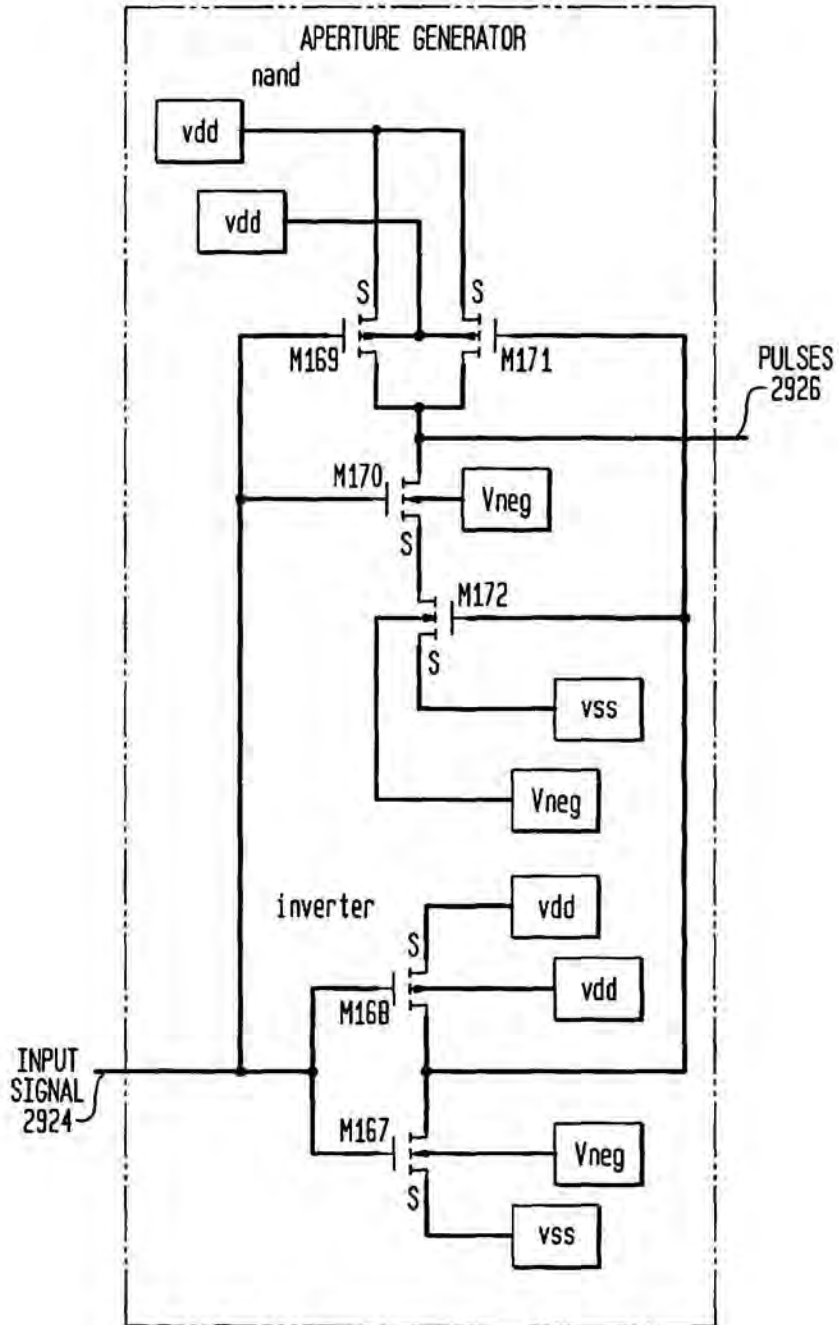 APERTURE GENERATOR
nand
vdd
vdd
S
S
M169
M171
PULSES
2926
M170
Vneg
S
M172
S
vss
Vneg
inverter
vdd
S
vdd
M168
INPUT
SIGNAL
2924
M167
Vneg
S
vss